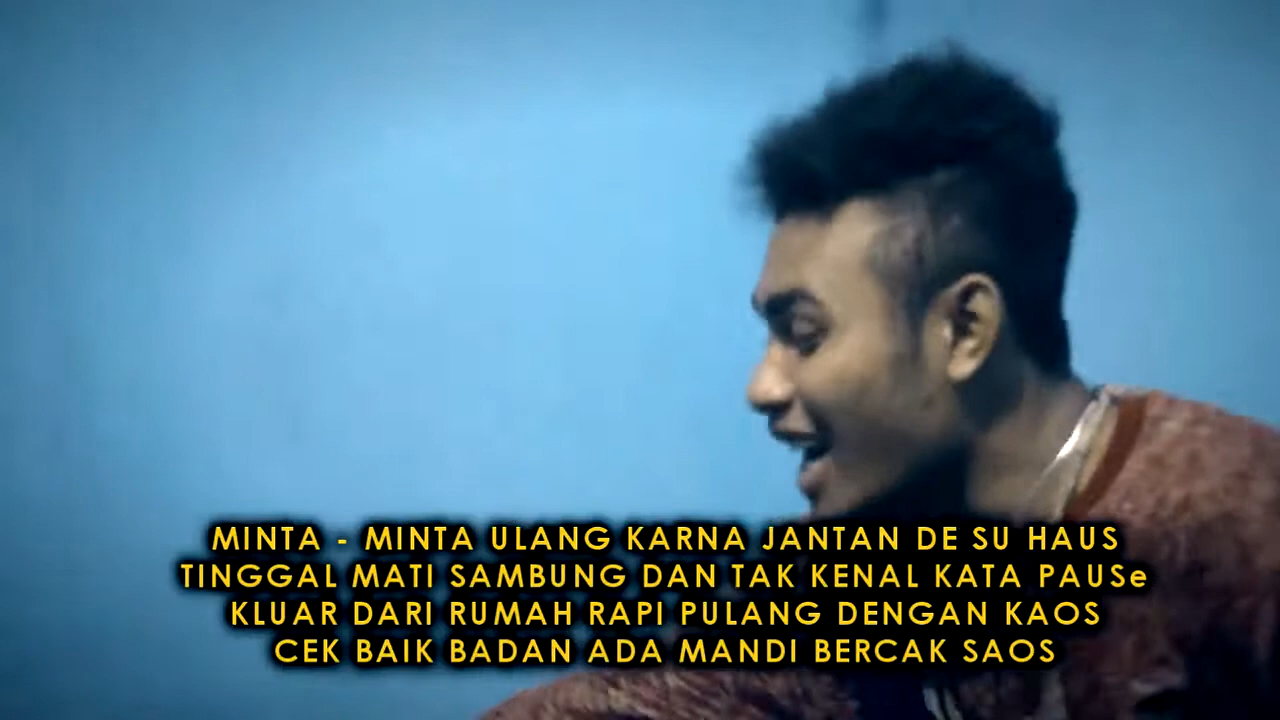 MINTA - MINTA ULANG KARNA JANTAN DE SU HAUS
TINGGAL MATI SAMBUNG DAN TAK KENAL KATA PAUSe
KLUAR DARI RUMAH RAPI PULANG DENGAN KAOS
CEK BAIK BADAN ADA MANDI BERCAK SAOS